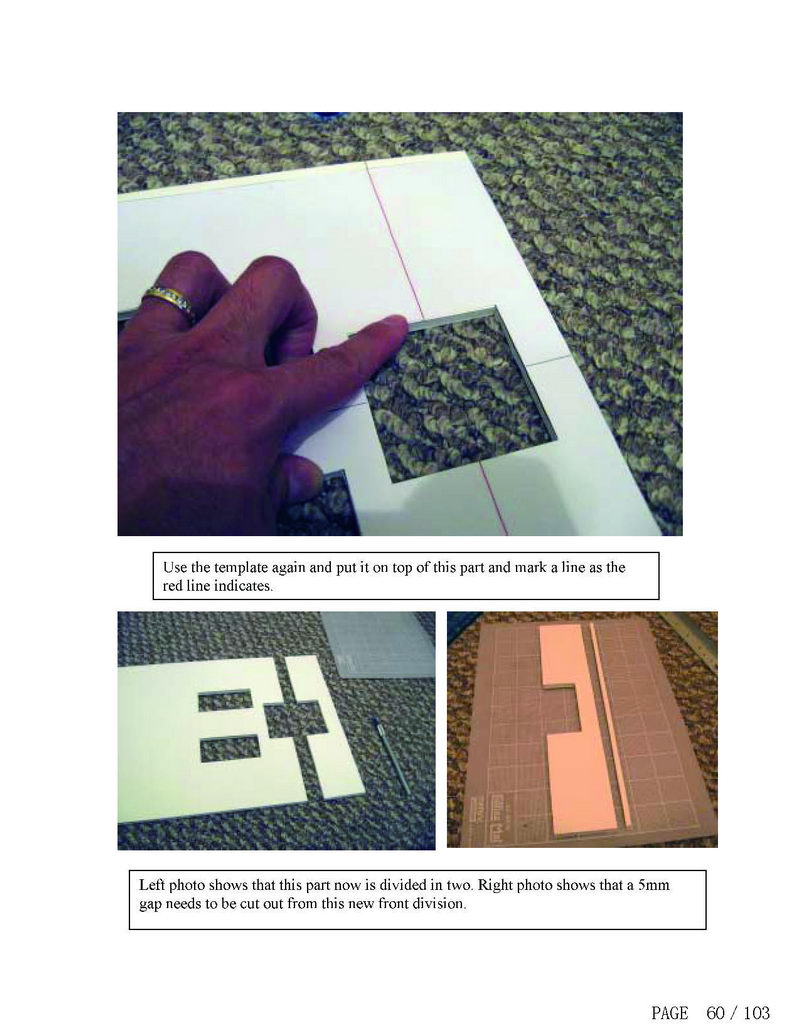 Use the template again and put it on top of this part and mark a line as the
red line indicates.
Left photo shows that this part now is divided in two. Right photo shows that a 5mm
gap needs to be cut out from this new front division.
PAGE 60 / 103